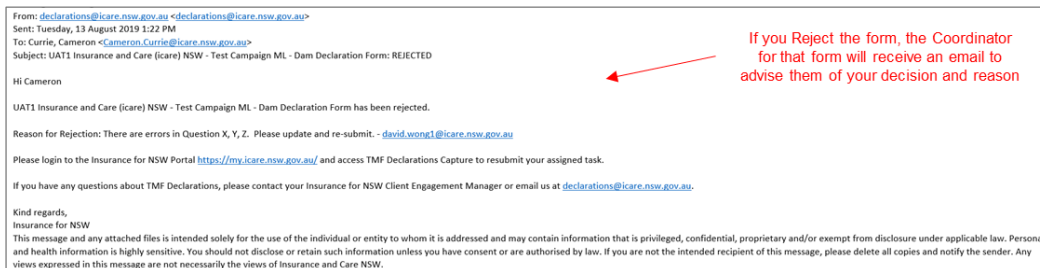 From: declarations@icare.nsw.gov.au <declarations@icare.nsw.gov.au>
Sent: Tuesday, 13 August 2019 1:22 PM
To: Currie, Cameron <Cameron.Currie@icare.nsw.gov.au>
Subject: UAT1 Insurance and Care (icare) NSW - Test Campaign ML - Dam Declaration Form: REJECTED
If you Reject the form, the Coordinator
for that form will receive an email to
advise them of your decision and reason
Hi Cameron
UAT1 Insurance and Care (icare) NSW - Test Campaign ML - Dam Declaration Form has been rejected.
Reason for Rejection: There are errors in Question X, Y, Z.  Please update and re-submit. - david.wong1@icare.nsw.gov.au
Please login to the Insurance for NSW Portal https://my.icare.nsw.gov.au/ and access TMF Declarations Capture to resubmit your assigned task.
If you have any questions about TMF Declarations, please contact your Insurance for NSW Client Engagement Manager or email us at declarations@icare.nsw.gov.au.
Kind regards,
Insurance for NSW
This message and any attached files is intended solely for the use of the individual or entity to whom it is addressed and may contain information that is privileged, confidential, proprietary and/or exempt from disclosure under applicable law. Persona
and health information is highly sensitive. You should not disclose or retain such information unless you have consent or are authorised by law. If you are not the intended recipient of this message, please delete all copies and notify the sender. Any
views expressed in this message are not necessarily the views of Insurance and Care NSW.